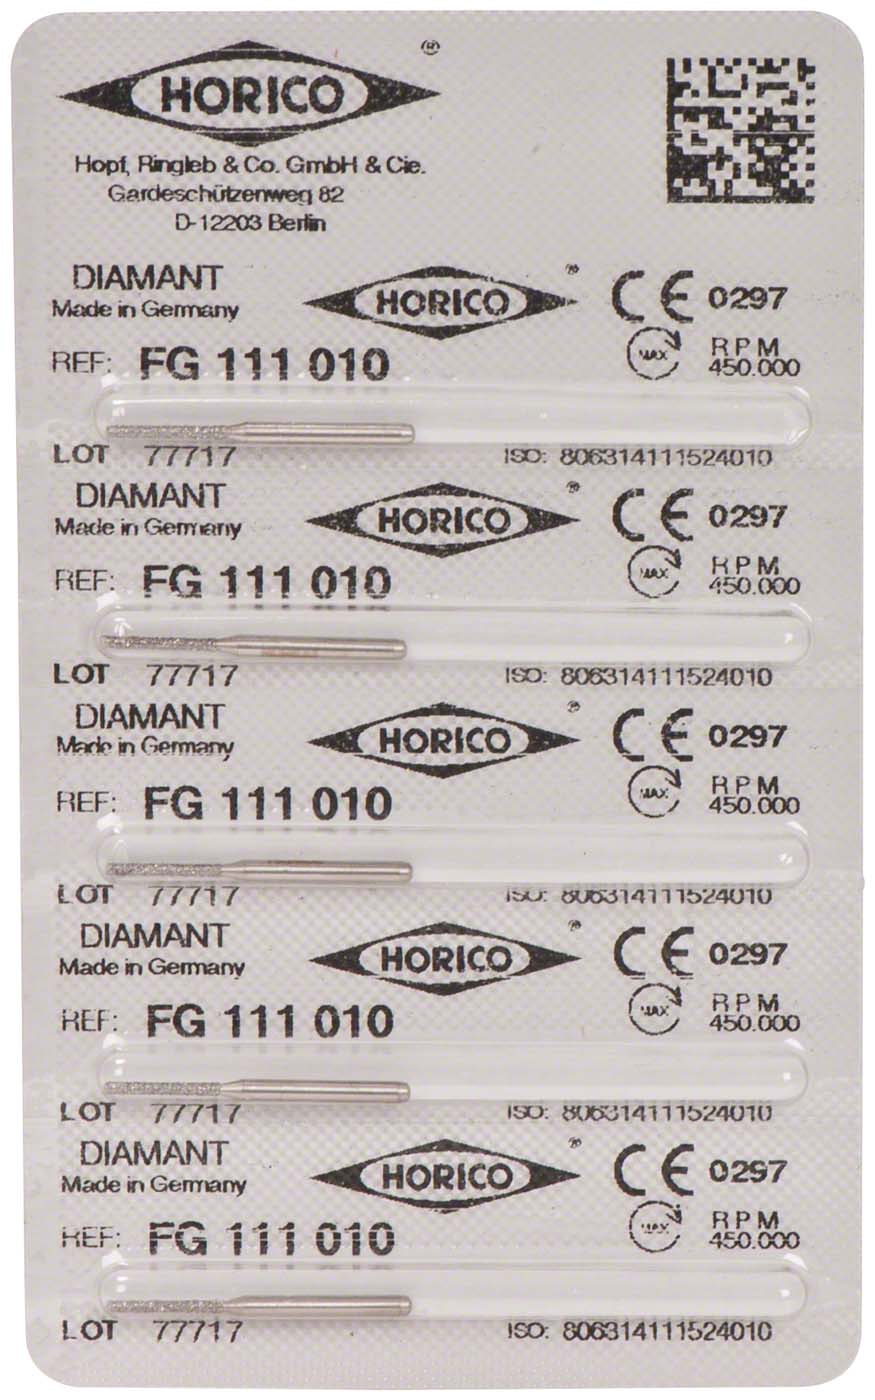 HORICO ®
Hopf, Ringleb & Co. GmbH & Cie.
Gardeschützenweg 82
D-12203 Berlin
DIAMANT HORICO ® CE 0297
Made in Germany
MAX RPM
REF: FG 111 010 450.000
LOT 77717 ISO: 806314111524010
DIAMANT HORICO ® CE 0297
Made in Germany
MAX RPM
REF: FG 111 010 450.000
LOT 77717 ISO: 806314111524010
DIAMANT HORICO ® CE 0297
Made in Germany
MAX RPM
REF: FG 111 010 450.000
LOT 77717 ISO: 806314111524010
DIAMANT HORICO ® CE 0297
Made in Germany
MAX RPM
REF: FG 111 010 450.000
LOT 77717 ISO: 806314111524010
DIAMANT HORICO ® CE 0297
Made in Germany
MAX RPM
REF: FG 111 010 450.000
LOT 77717 ISO: 806314111524010